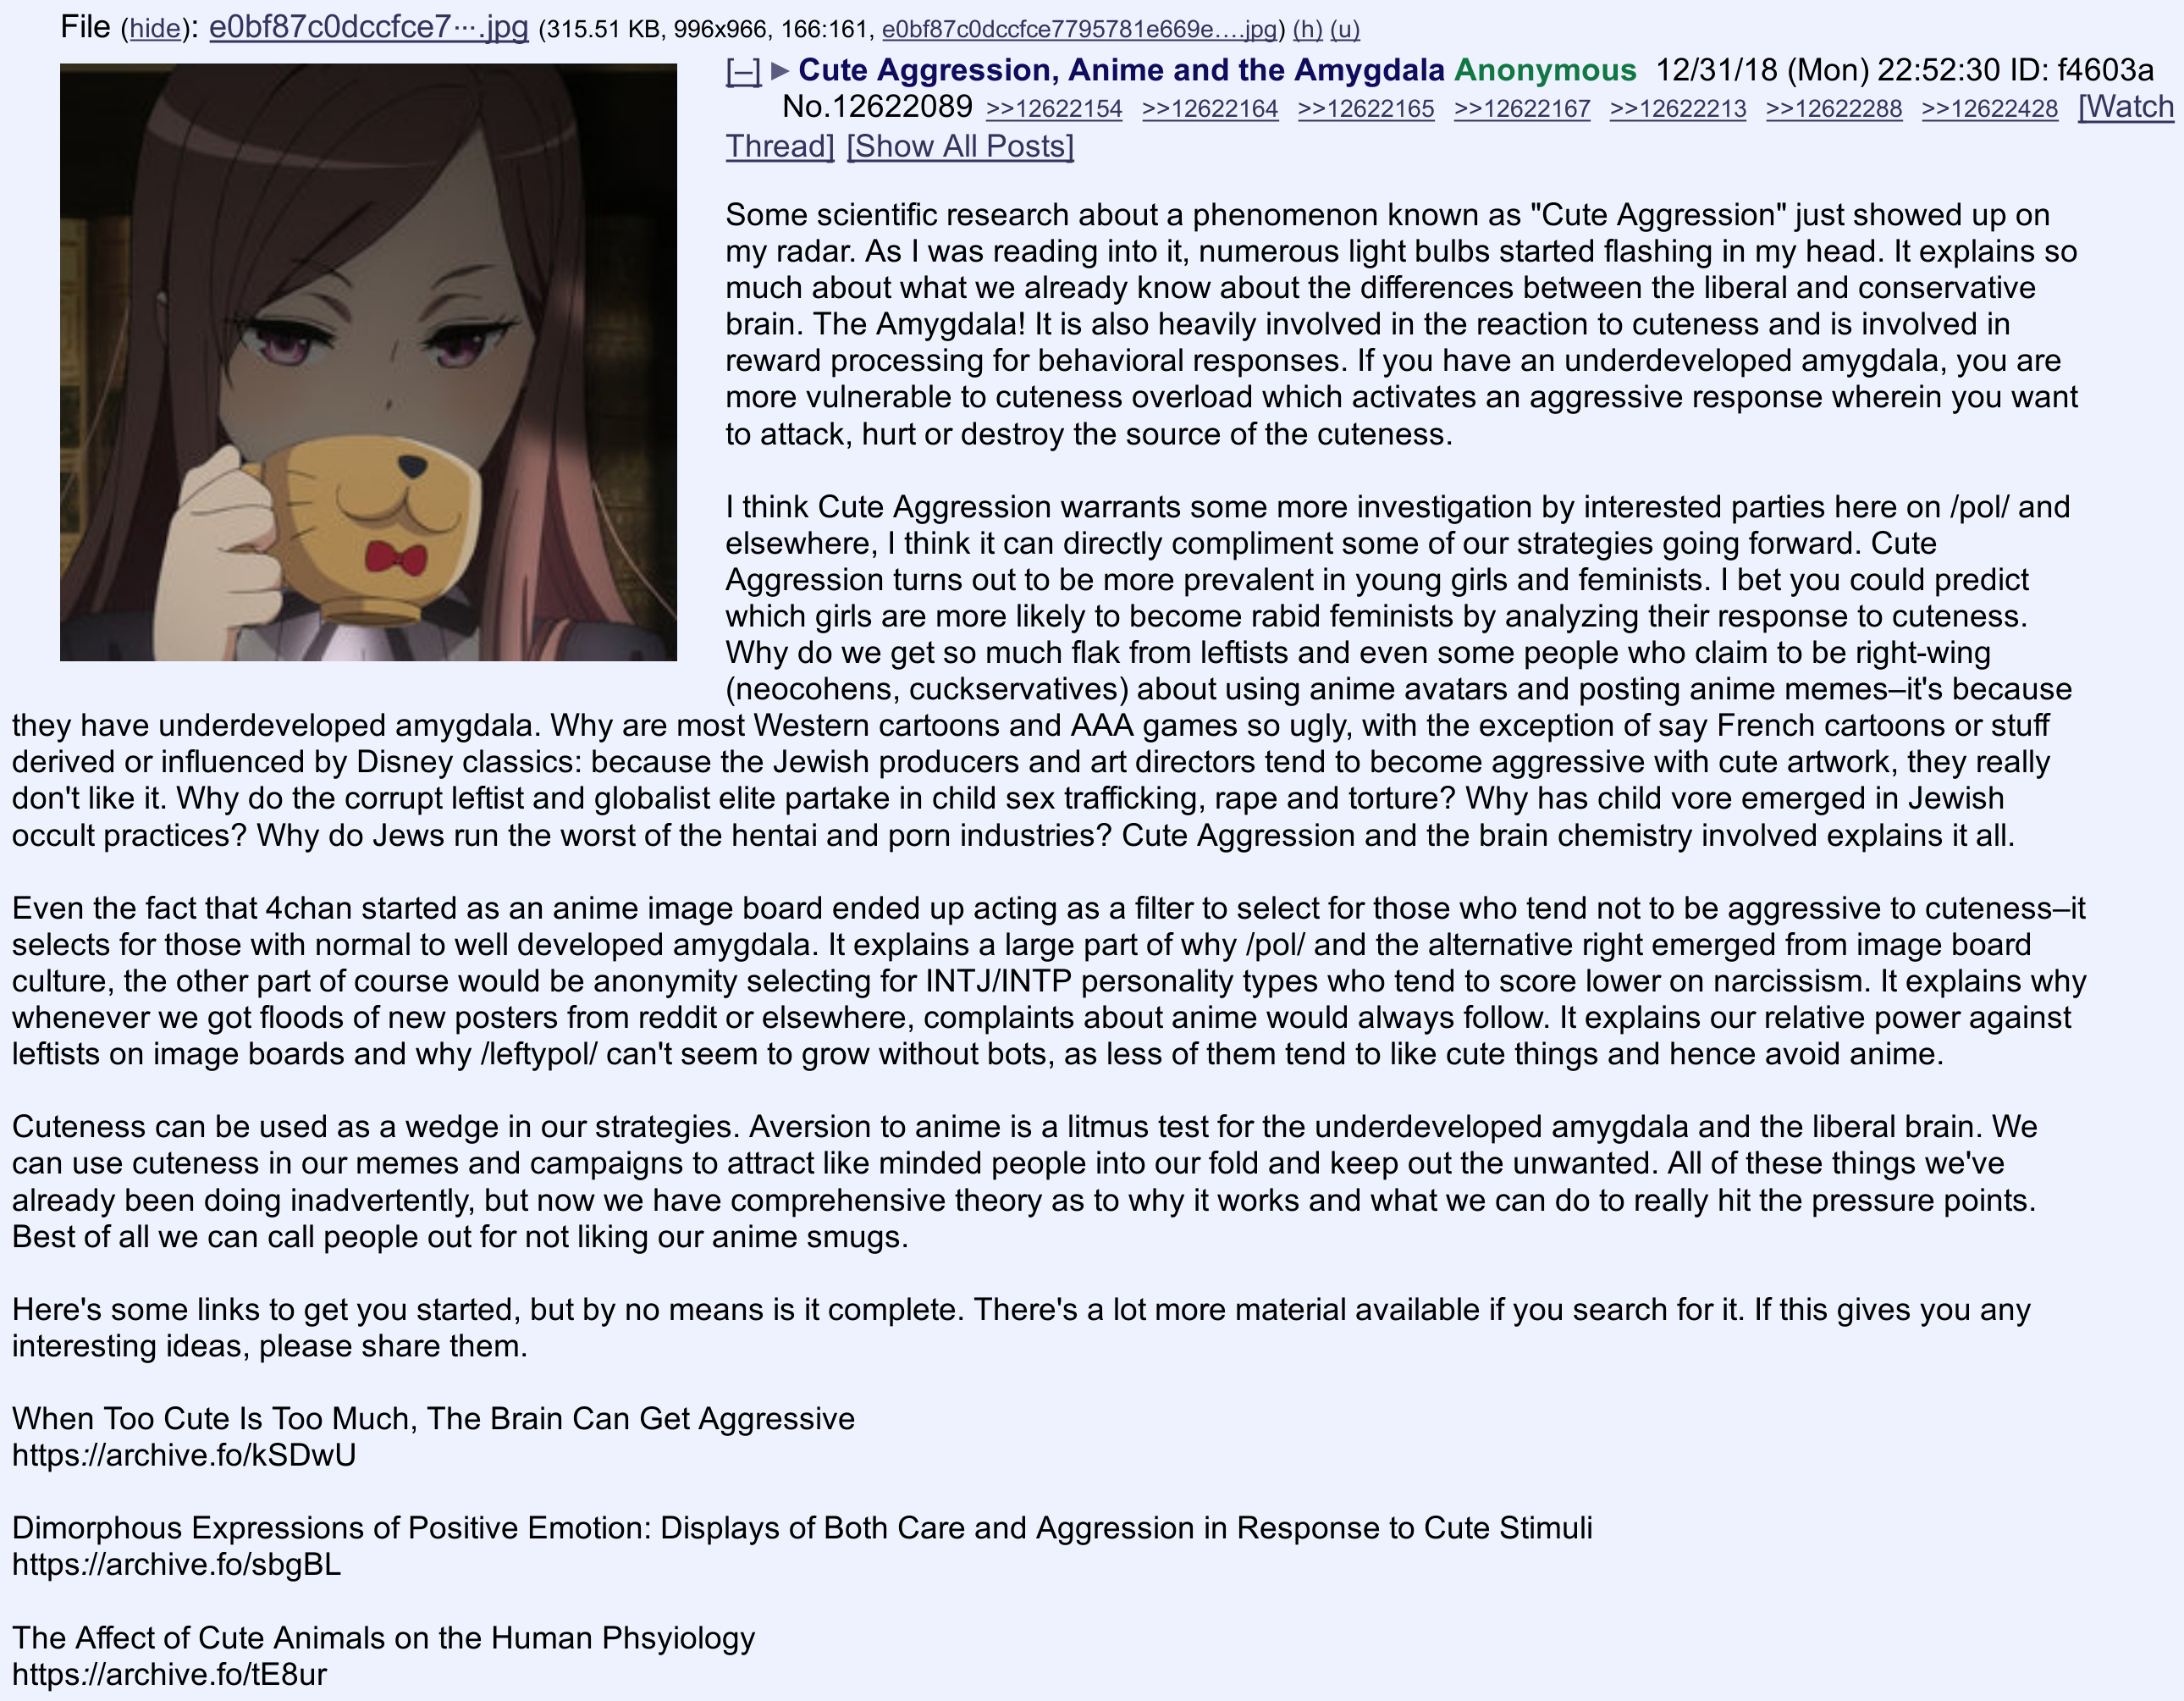 File (hide): e0bf87c0dccfce7···.jpg (315.51 KB, 996x966, 166:161, e0bf87c0dccfce7795781e669e….jpg) (h) (u)
[–] ▶ Cute Aggression, Anime and the Amygdala Anonymous 12/31/18 (Mon) 22:52:30 ID: f4603a
No.12622089 >>12622154 >>12622164 >>12622165 >>12622167 >>12622213 >>12622288 >>12622428 [Watch
Thread] [Show All Posts]
Some scientific research about a phenomenon known as "Cute Aggression" just showed up on
my radar. As I was reading into it, numerous light bulbs started flashing in my head. It explains so
much about what we already know about the differences between the liberal and conservative
brain. The Amygdala! It is also heavily involved in the reaction to cuteness and is involved in
reward processing for behavioral responses. If you have an underdeveloped amygdala, you are
more vulnerable to cuteness overload which activates an aggressive response wherein you want
to attack, hurt or destroy the source of the cuteness.
I think Cute Aggression warrants some more investigation by interested parties here on /pol/ and
elsewhere, I think it can directly compliment some of our strategies going forward. Cute
Aggression turns out to be more prevalent in young girls and feminists. I bet you could predict
which girls are more likely to become rabid feminists by analyzing their response to cuteness.
Why do we get so much flak from leftists and even some people who claim to be right-wing
(neocohens, cuckservatives) about using anime avatars and posting anime memes–it's because
they have underdeveloped amygdala. Why are most Western cartoons and AAA games so ugly, with the exception of say French cartoons or stuff
derived or influenced by Disney classics: because the Jewish producers and art directors tend to become aggressive with cute artwork, they really
don't like it. Why do the corrupt leftist and globalist elite partake in child sex trafficking, rape and torture? Why has child vore emerged in Jewish
occult practices? Why do Jews run the worst of the hentai and porn industries? Cute Aggression and the brain chemistry involved explains it all.
Even the fact that 4chan started as an anime image board ended up acting as a filter to select for those who tend not to be aggressive to cuteness–it
selects for those with normal to well developed amygdala. It explains a large part of why /pol/ and the alternative right emerged from image board
culture, the other part of course would be anonymity selecting for INTJ/INTP personality types who tend to score lower on narcissism. It explains why
whenever we got floods of new posters from reddit or elsewhere, complaints about anime would always follow. It explains our relative power against
leftists on image boards and why /leftypol/ can't seem to grow without bots, as less of them tend to like cute things and hence avoid anime.
Cuteness can be used as a wedge in our strategies. Aversion to anime is a litmus test for the underdeveloped amygdala and the liberal brain. We
can use cuteness in our memes and campaigns to attract like minded people into our fold and keep out the unwanted. All of these things we've
already been doing inadvertently, but now we have comprehensive theory as to why it works and what we can do to really hit the pressure points.
Best of all we can call people out for not liking our anime smugs.
Here's some links to get you started, but by no means is it complete. There's a lot more material available if you search for it. If this gives you any
interesting ideas, please share them.
When Too Cute Is Too Much, The Brain Can Get Aggressive
https://archive.fo/kSDwU
Dimorphous Expressions of Positive Emotion: Displays of Both Care and Aggression in Response to Cute Stimuli
https://archive.fo/sbgBL
The Affect of Cute Animals on the Human Phsyiology
https://archive.fo/tE8ur